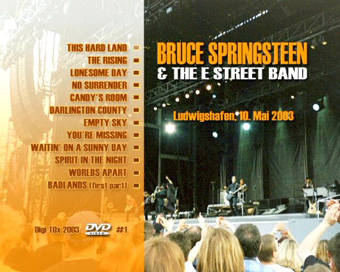 THIS HARD LAND
THE RISING
LONESOME DAY
NO SURRENDER
CANDY'S ROOM
DARLINGTON COUNTY
EMPTY SKY
YOU'RE MISSING
WAITIN' ON A SUNNY DAY
SPIRIT IN THE NIGHT
WORLDS APART
BADLANDS (first part)
Digi TOx 2003 DVD VIDEO #1
BRUCE SPRINGSTEEN
& THE E STREET BAND
Ludwigshafen, 10. Mai 2003